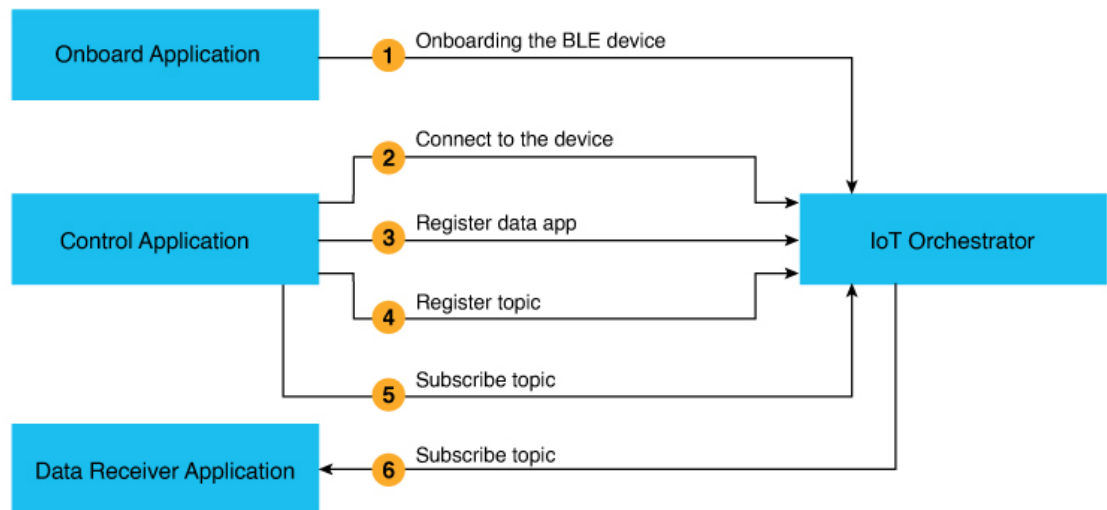 Onboard Application
1
Onboarding the BLE device
2
Connect to the device
Control Application
3
Register data app
IoT Orchestrator
4
Register topic
5
Subscribe topic
Data Receiver Application
6
Subscribe topic